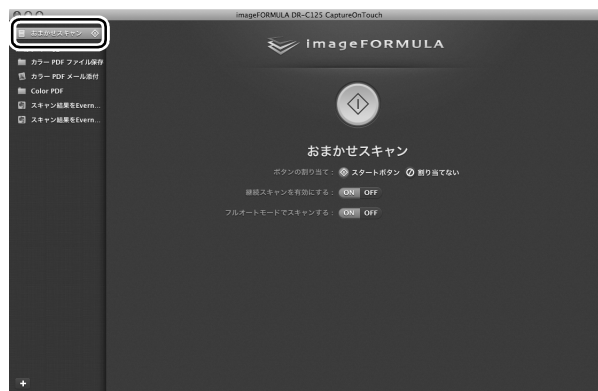 imageFORMULA DR-C125 CaptureOnTouch
おまかせスキャン
カラー PDF ファイル保存
カラー PDF メール添付
Color PDF
スキャン結果をEvern...
スキャン結果をEvern...
imageFORMULA
おまかせスキャン
ボタンの割り当て： スタートボタン 割り当てない
継続スキャンを有効にする： ON OFF
フルオートモードでスキャンする： ON OFF